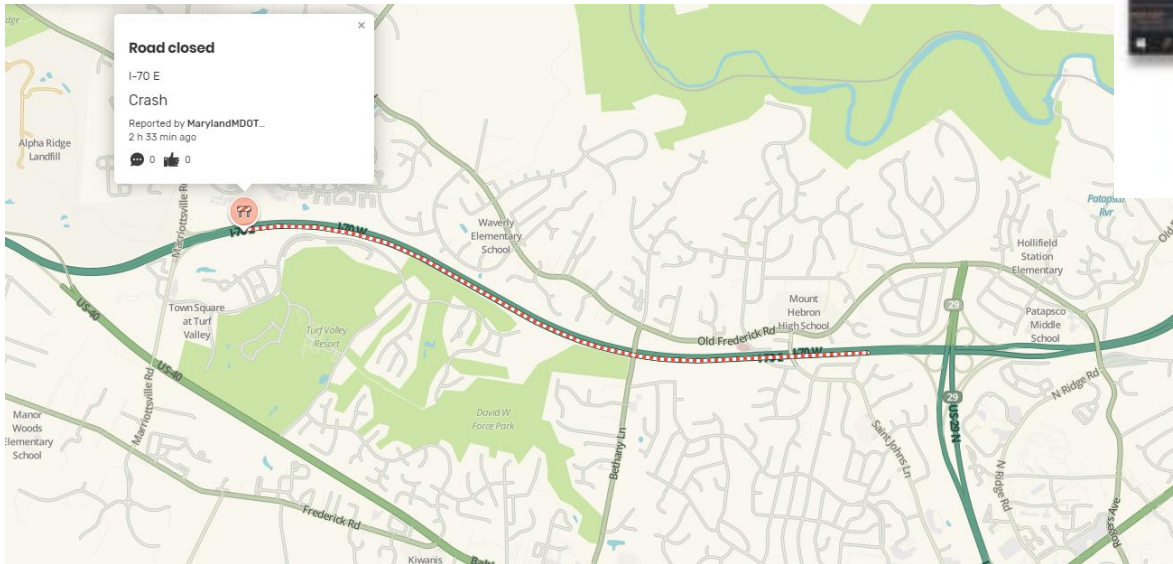 Road closed
I-70 E
Crash
Reported by MarylandMDOT...
2 h 33 min ago
0 0
Alpha Ridge
Landfill
Patapsco
Rvr
Waverly
Elementary
School
I-70 W
Hollifield
Station
Elementary
29
Mount
Hebron
High School
Town Square
at Turf
Valley
US-40
Turf Valley
Resort
Old Frederick Rd
I-70 W
Patapsco
Middle
School
N Ridge Rd
US-40
Marriottsville Rd
Manor
Woods
Elementary
School
David W
Force Park
29
US-29 N
Bethany Ln
Saint Johns Ln
N Ridge Rd
Rogers Ave
Frederick Rd
Kiwanis